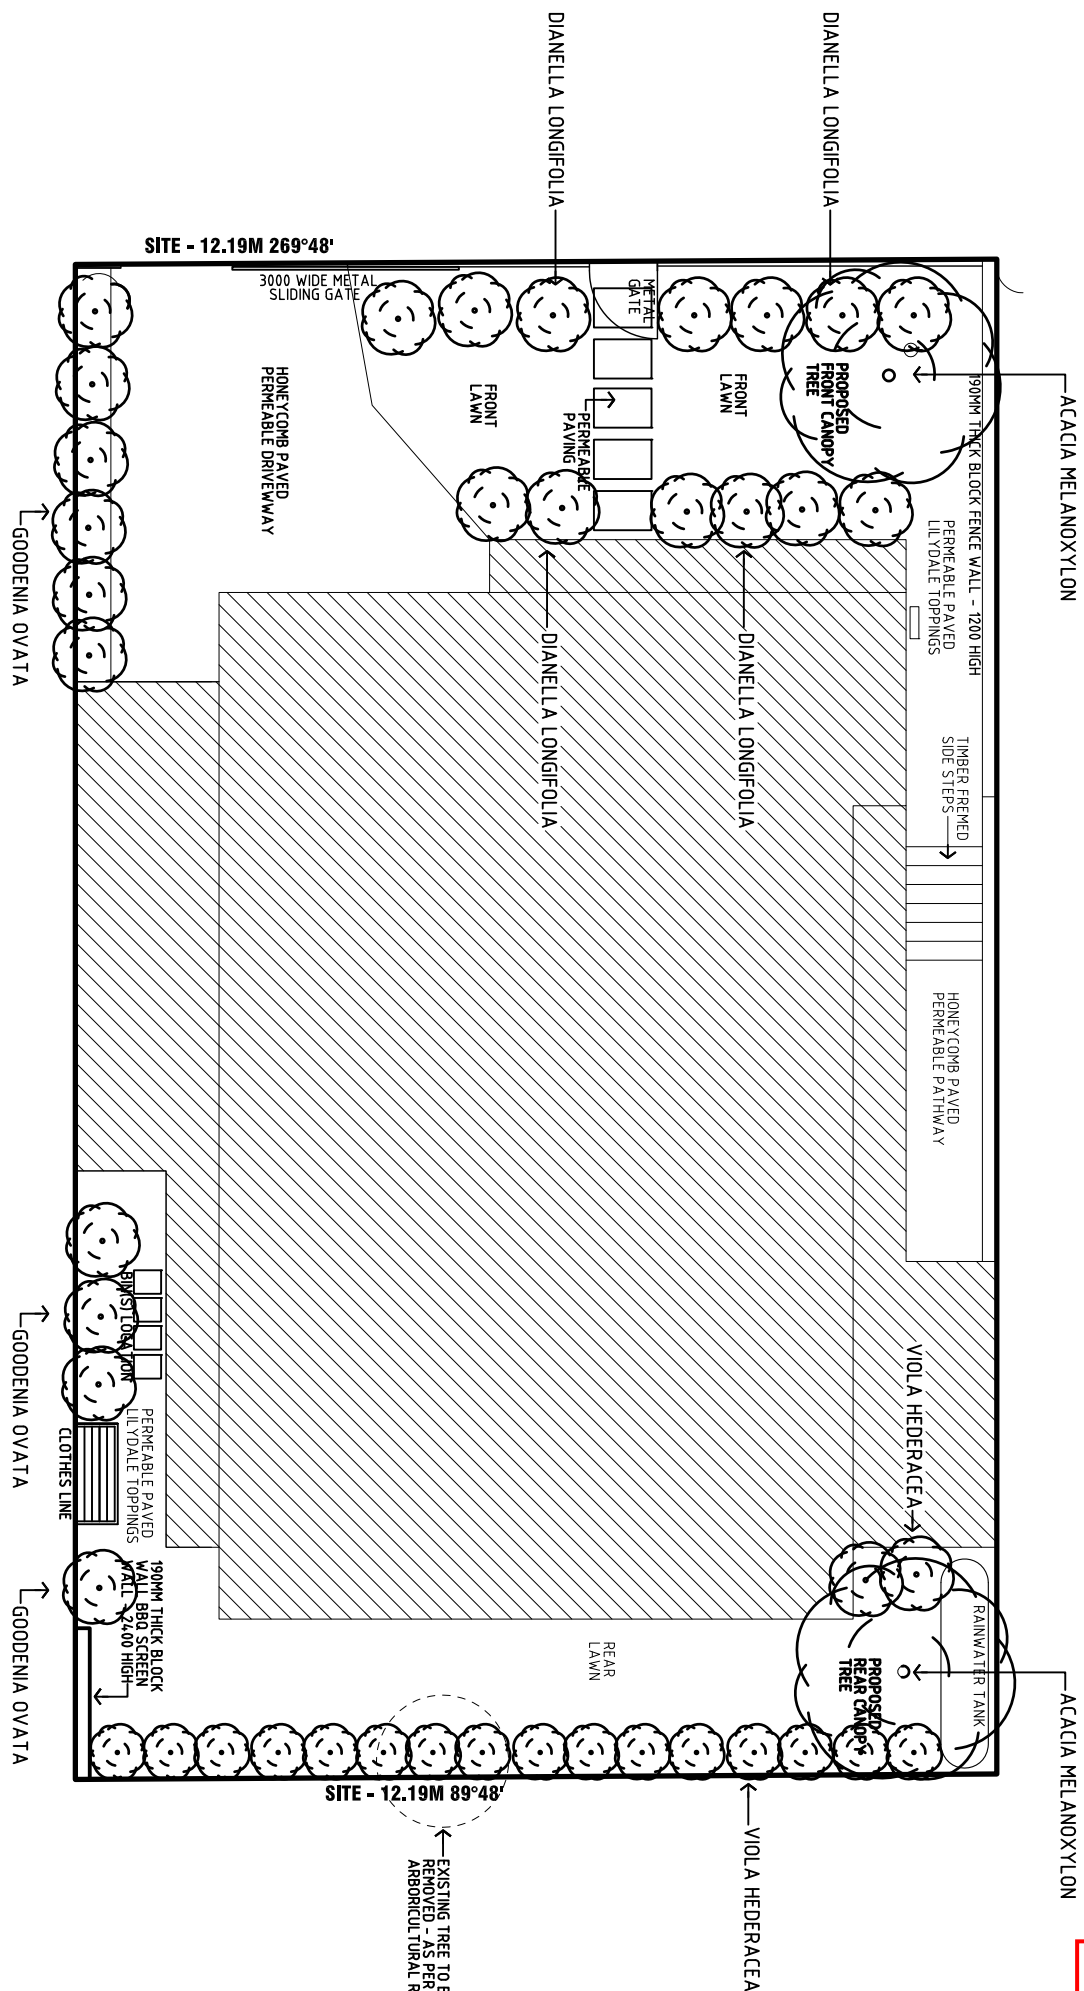 DIANELLA LONGIFOLIA
DIANELLA LONGIFOLIA
SITE - 12.19M 269°48'
3000 WIDE METAL
SLIDING GATE
METAL
GATE
PROPOSED
FRONT CANOPY
TREE
ACACIA MELANOXYLON
190MM THICK BLOCK FENCE WALL - 1200 HIGH
HONEYCOMB PAVED
PERMEABLE DRIVEWAY
FRONT
LAWN
PERMEABLE
PAVING
FRONT
LAWN
PERMEABLE PAVED
LILYDALE TOPPINGS
GOODENIA OVATA
DIANELLA LONGIFOLIA
DIANELLA LONGIFOLIA
TIMBER FREMED
SIDE STEPS
HONEYCOMB PAVED
PERMEABLE PATHWAY
BIN(S) LOCATION
GOODENIA OVATA
PERMEABLE PAVED
LILYDALE TOPPINGS
CLOTHES LINE
VIOLA HEDERACEA
190MM THICK BLOCK
WALL BBQ SCREEN
WALL - 2400 HIGH
GOODENIA OVATA
REAR
LAWN
PROPOSED
REAR CANOPY
TREE
RAINWATER TANK
ACACIA MELANOXYLON
SITE - 12.19M 89°48'
EXISTING TREE TO
REMOVED - AS PER
ARBORICULTURAL
VIOLA HEDERACEA